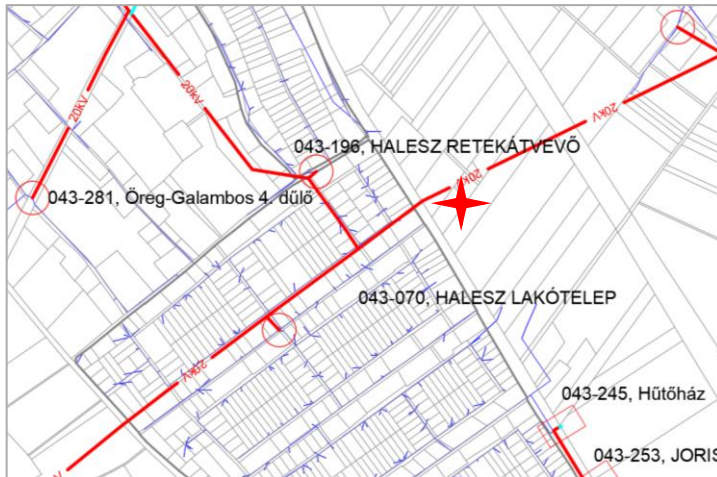 20kV
20kV
20kV
043-196, HALESZ RETEKÁTVEVŐ
20kV
043-281, Öreg-Galambos 4. dűlő
043-070, HALESZ LAKÓTELEP
20kV
043-245, Hűtőház
043-253, JORIS
kV